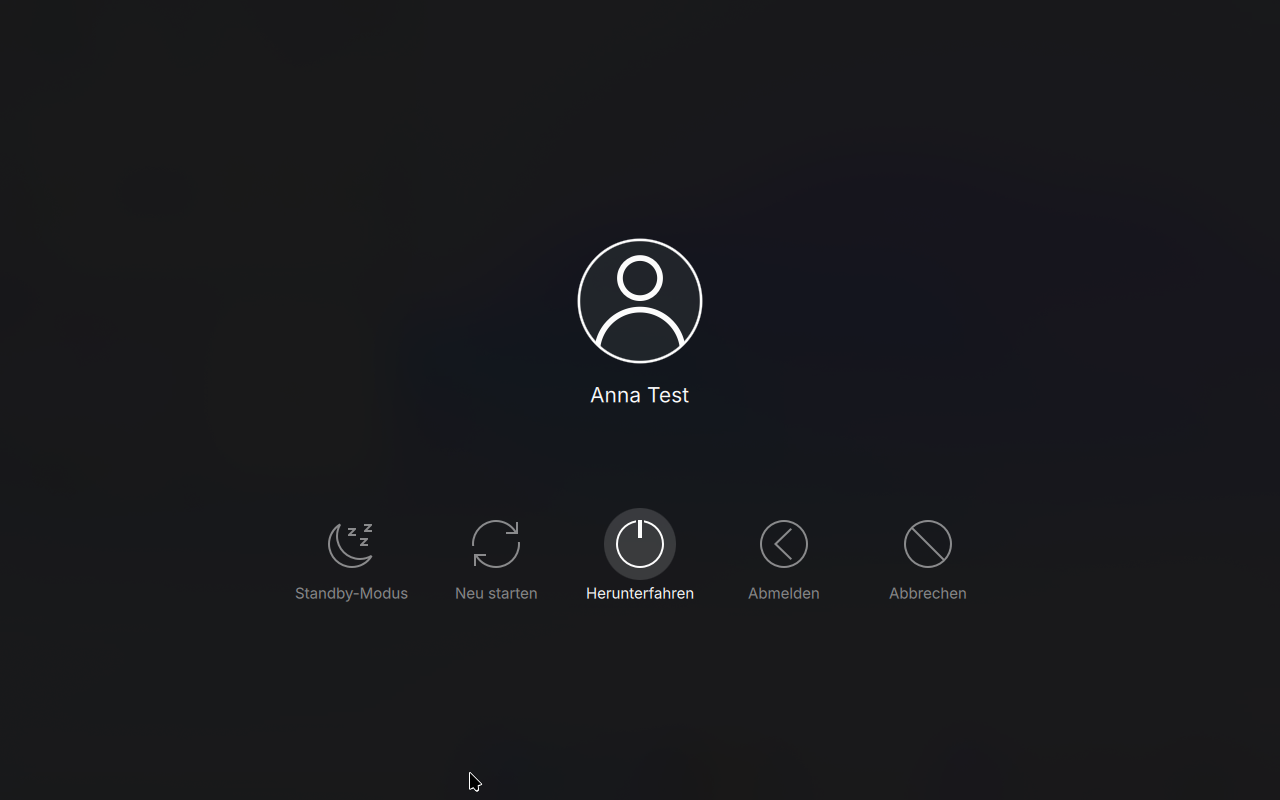 Anna Test
Standby-Modus
Neu starten
Herunterfahren
Abmelden
Abbrechen